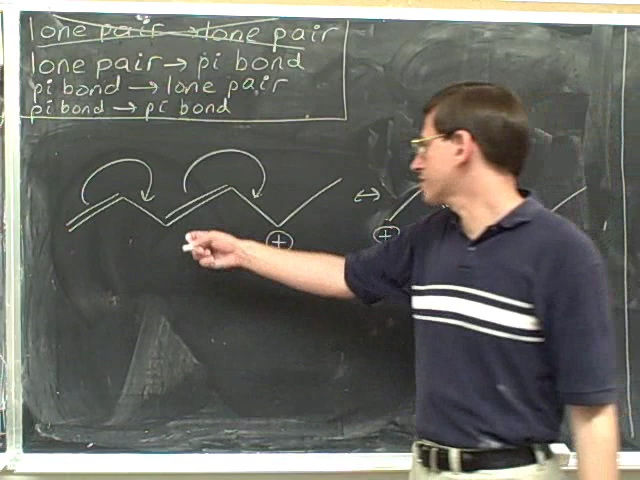 lone pair → lone pair
lone pair → pi bond
pi bond → lone pair
pi bond → pi bond
+ ↔ +